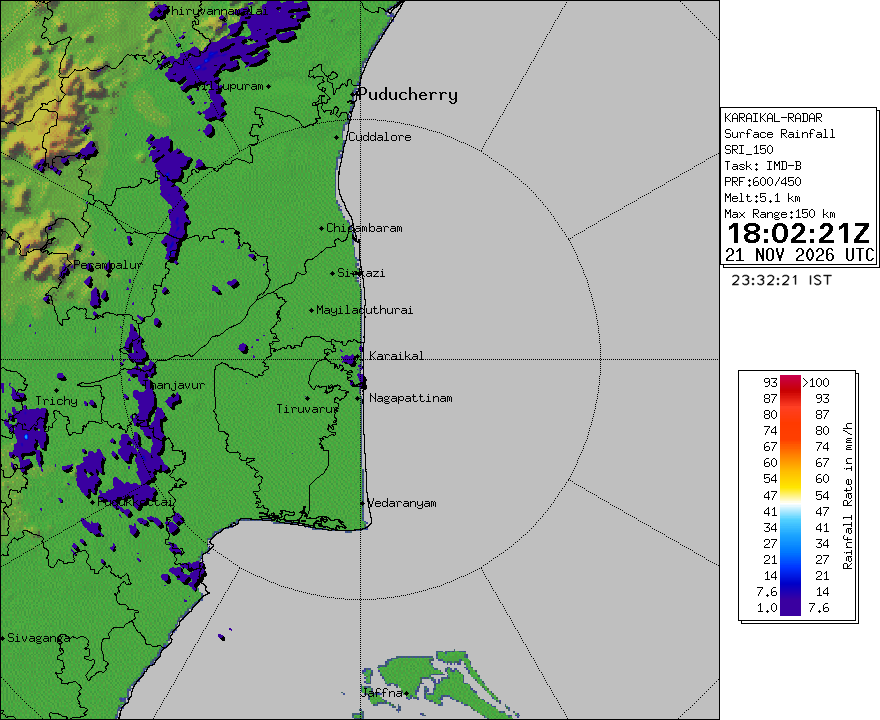 Thiruvannamalai
Vilupuram
Puducherry
Cuddalore
Chidambaram
Perambalur
Sirkazi
Mayiladuthurai
Karaikal
Thanjavur
Trichy
Nagapattinam
Tiruvarur
Pudukkottai
Vedaranyam
Sivaganga
Jaffna
KARAIKAL-RADAR
Surface Rainfall
SRI_150
Task: IMD-B
PRF:600/450
Melt:5.1 km
Max Range:150 km
18:02:21Z
21 NOV 2026 UTC
23:32:21 IST
93 >100
87 93
80 87
74 80
67 74
60 67
54 60
47 54
41 47
34 41
27 34
21 27
14 21
7.6 14
1.0 7.6
Rainfall Rate in mm/h